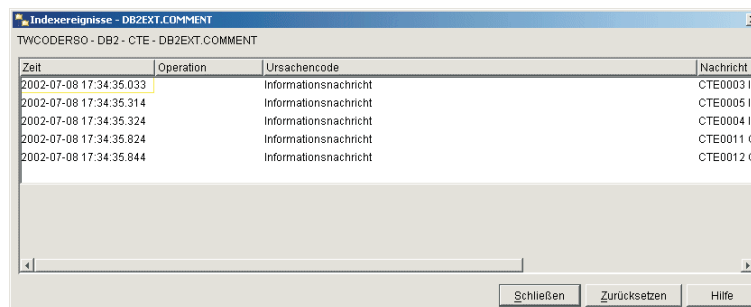 Indexereignisse - DB2EXT.COMMENT
TWCODERSO - DB2 - CTE - DB2EXT.COMMENT
Zeit Operation Ursachencode Nachricht
2002-07-08 17:34:35.033 Informationsnachricht CTE0003 I
2002-07-08 17:34:35.314 Informationsnachricht CTE0005 I
2002-07-08 17:34:35.324 Informationsnachricht CTE0004 I
2002-07-08 17:34:35.824 Informationsnachricht CTE0011
2002-07-08 17:34:35.844 Informationsnachricht CTE0012
Schließen Zurücksetzen Hilfe